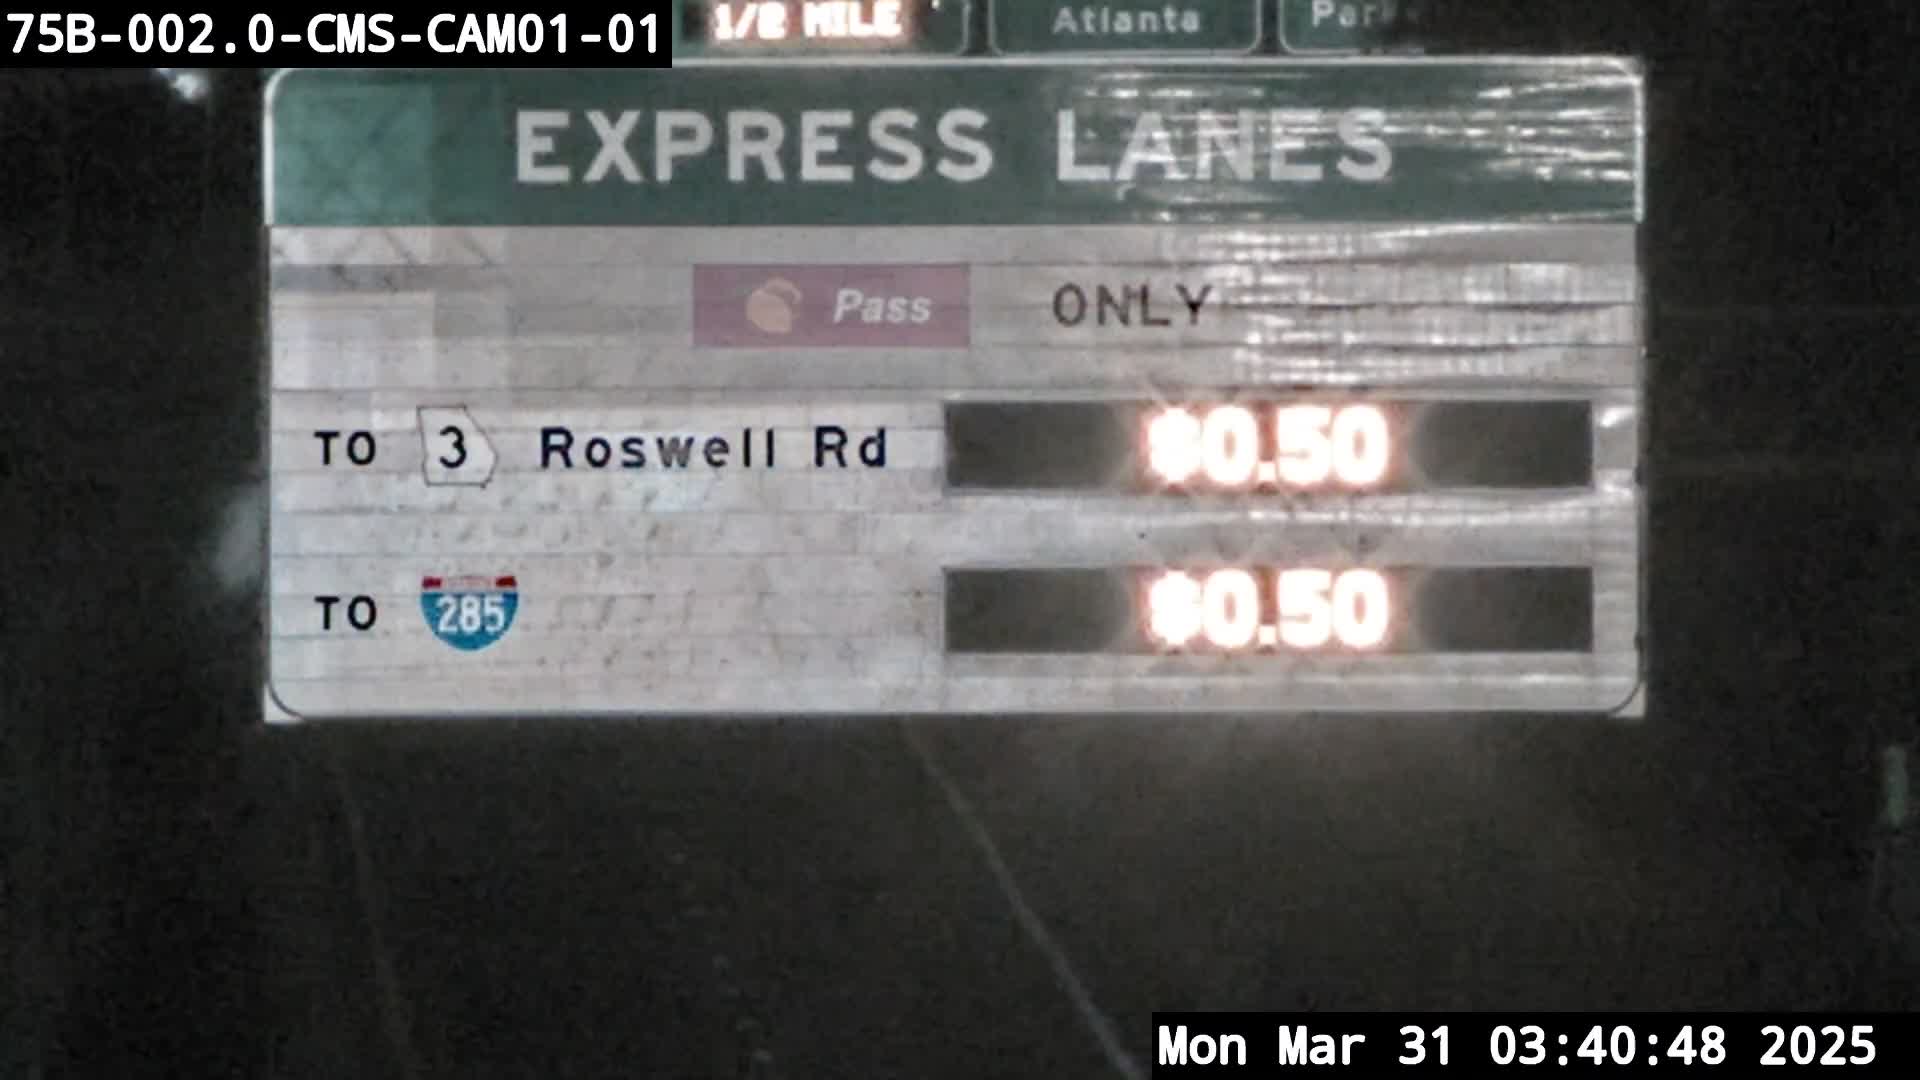 75B-002.0-CMS-CAM01-01
1/2 MILE
Atlanta
EXPRESS LANES
Pass ONLY
TO 3 Roswell Rd $0.50
TO 285 $0.50
Mon Mar 31 03:40:48 2025